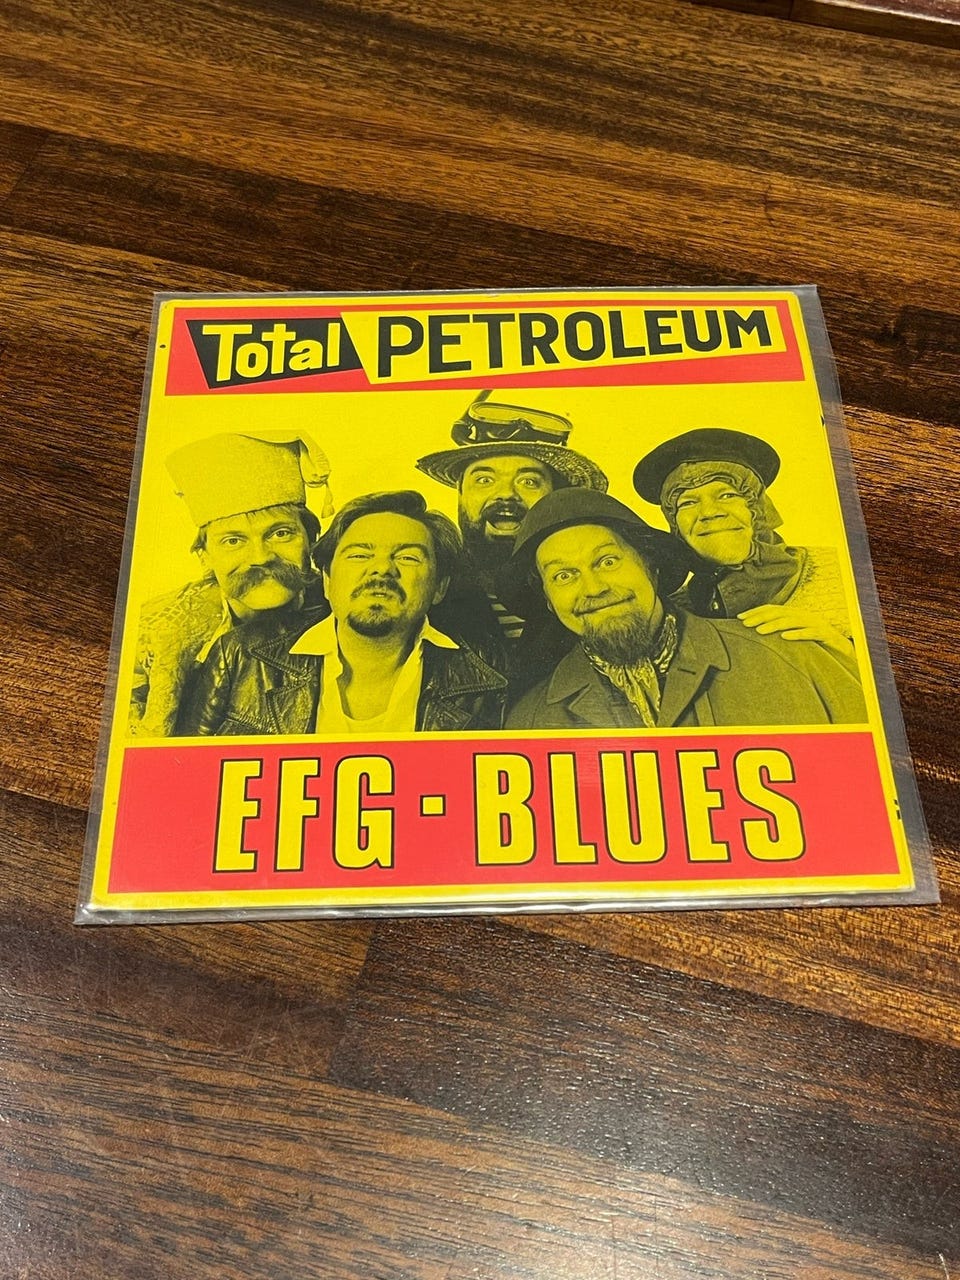 Total PETROLEUM
EFG · BLUES